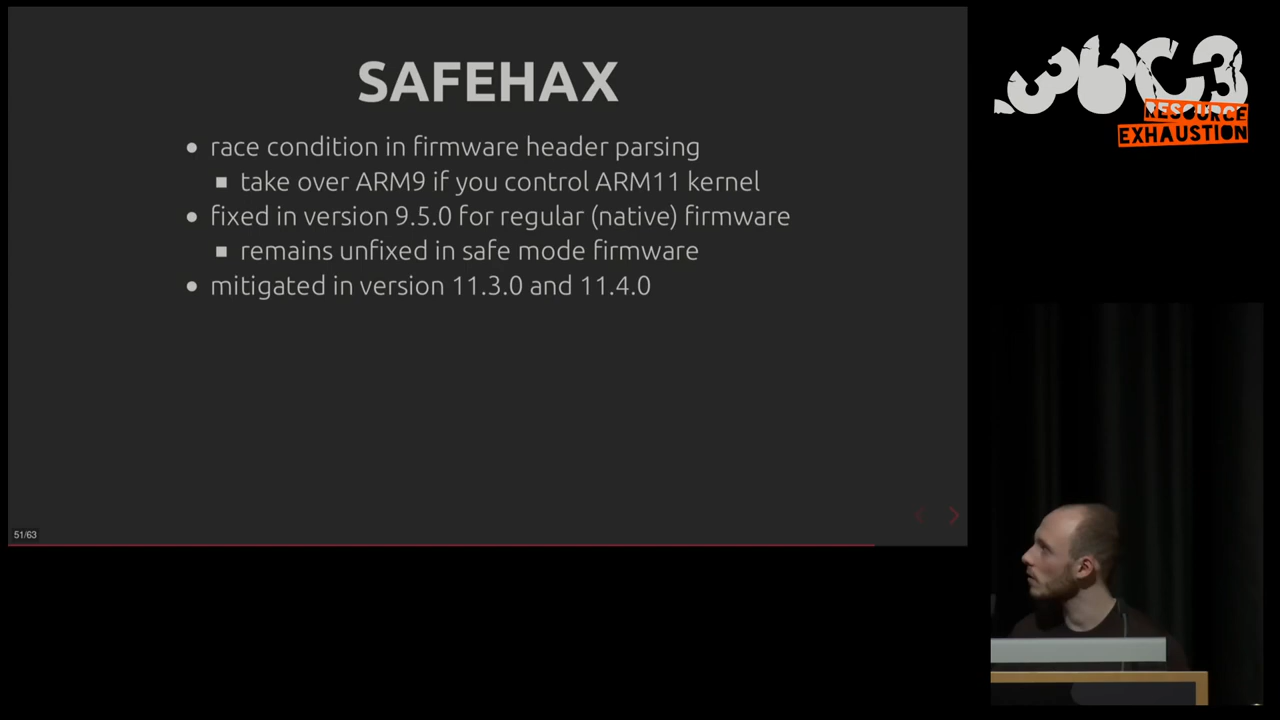 SAFEHAX
race condition in firmware header parsing
take over ARM9 if you control ARM11 kernel
fixed in version 9.5.0 for regular (native) firmware
remains unfixed in safe mode firmware
mitigated in version 11.3.0 and 11.4.0
51/63
36C3
RESOURCE
EXHAUSTION